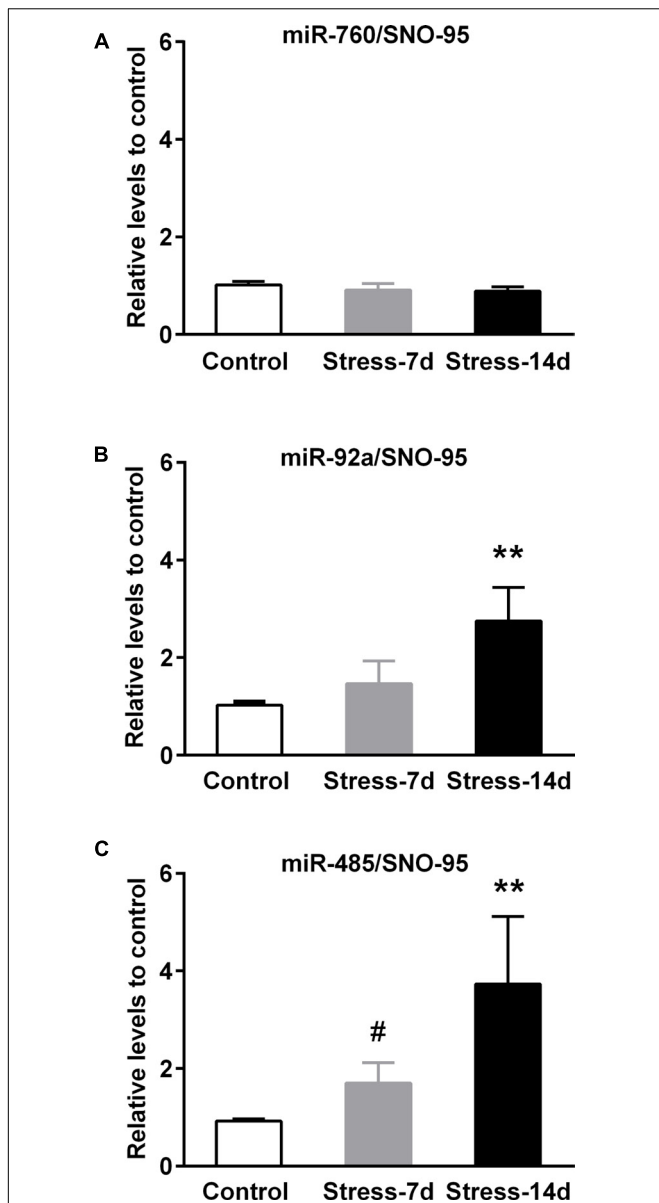 A
miR-760/SNO-95
Relative levels to control
6
4
2
0
Control Stress-7d Stress-14d
B
miR-92a/SNO-95
Relative levels to control
6
4
2
0
**
Control Stress-7d Stress-14d
C
miR-485/SNO-95
Relative levels to control
6
4
2
0
**
#
Control Stress-7d Stress-14d